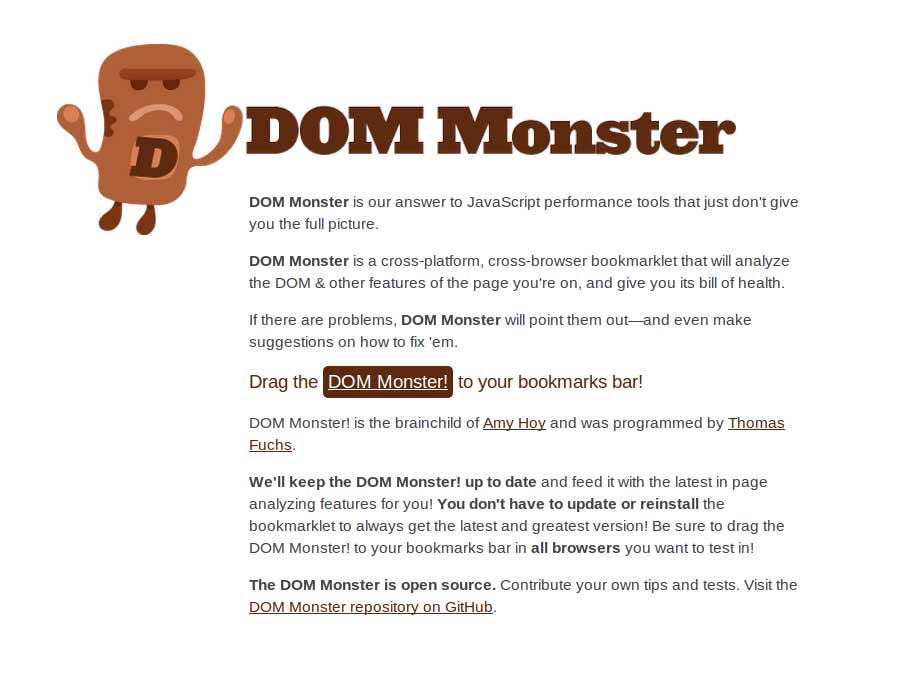 D
DOM Monster
DOM Monster is our answer to JavaScript performance tools that just don't give
you the full picture.
DOM Monster is a cross-platform, cross-browser bookmarklet that will analyze
the DOM & other features of the page you're on, and give you its bill of health.
If there are problems, DOM Monster will point them out—and even make
suggestions on how to fix 'em.
Drag the DOM Monster! to your bookmarks bar!
DOM Monster! is the brainchild of Amy Hoy and was programmed by Thomas
Fuchs.
We'll keep the DOM Monster! up to date and feed it with the latest in page
analyzing features for you! You don't have to update or reinstall the
bookmarklet to always get the latest and greatest version! Be sure to drag the
DOM Monster! to your bookmarks bar in all browsers you want to test in!
The DOM Monster is open source. Contribute your own tips and tests. Visit the
DOM Monster repository on GitHub.